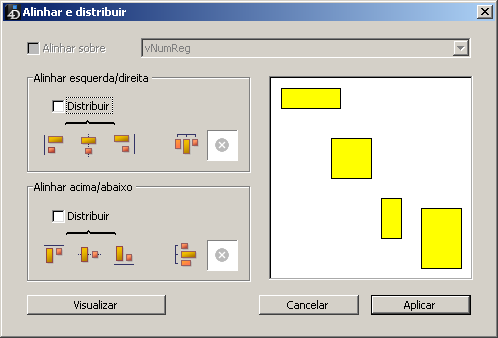 Alinhar e distribuir
Alinhar sobre
vNumReg
Alinhar esquerda/direita
Distribuir
Alinhar acima/abaixo
Distribuir
Visualizar
Cancelar
Aplicar